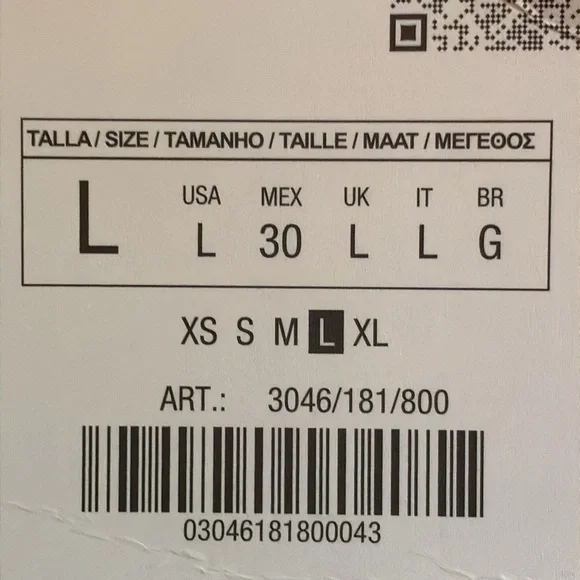 TALLA / SIZE / TAMANHO / TAILLE / MAAT / ΜΕΓΕΘΟΣ
USA MEX UK IT BR
L L 30 L L G
XS S M L XL
ART.: 3046/181/800
03046181800043